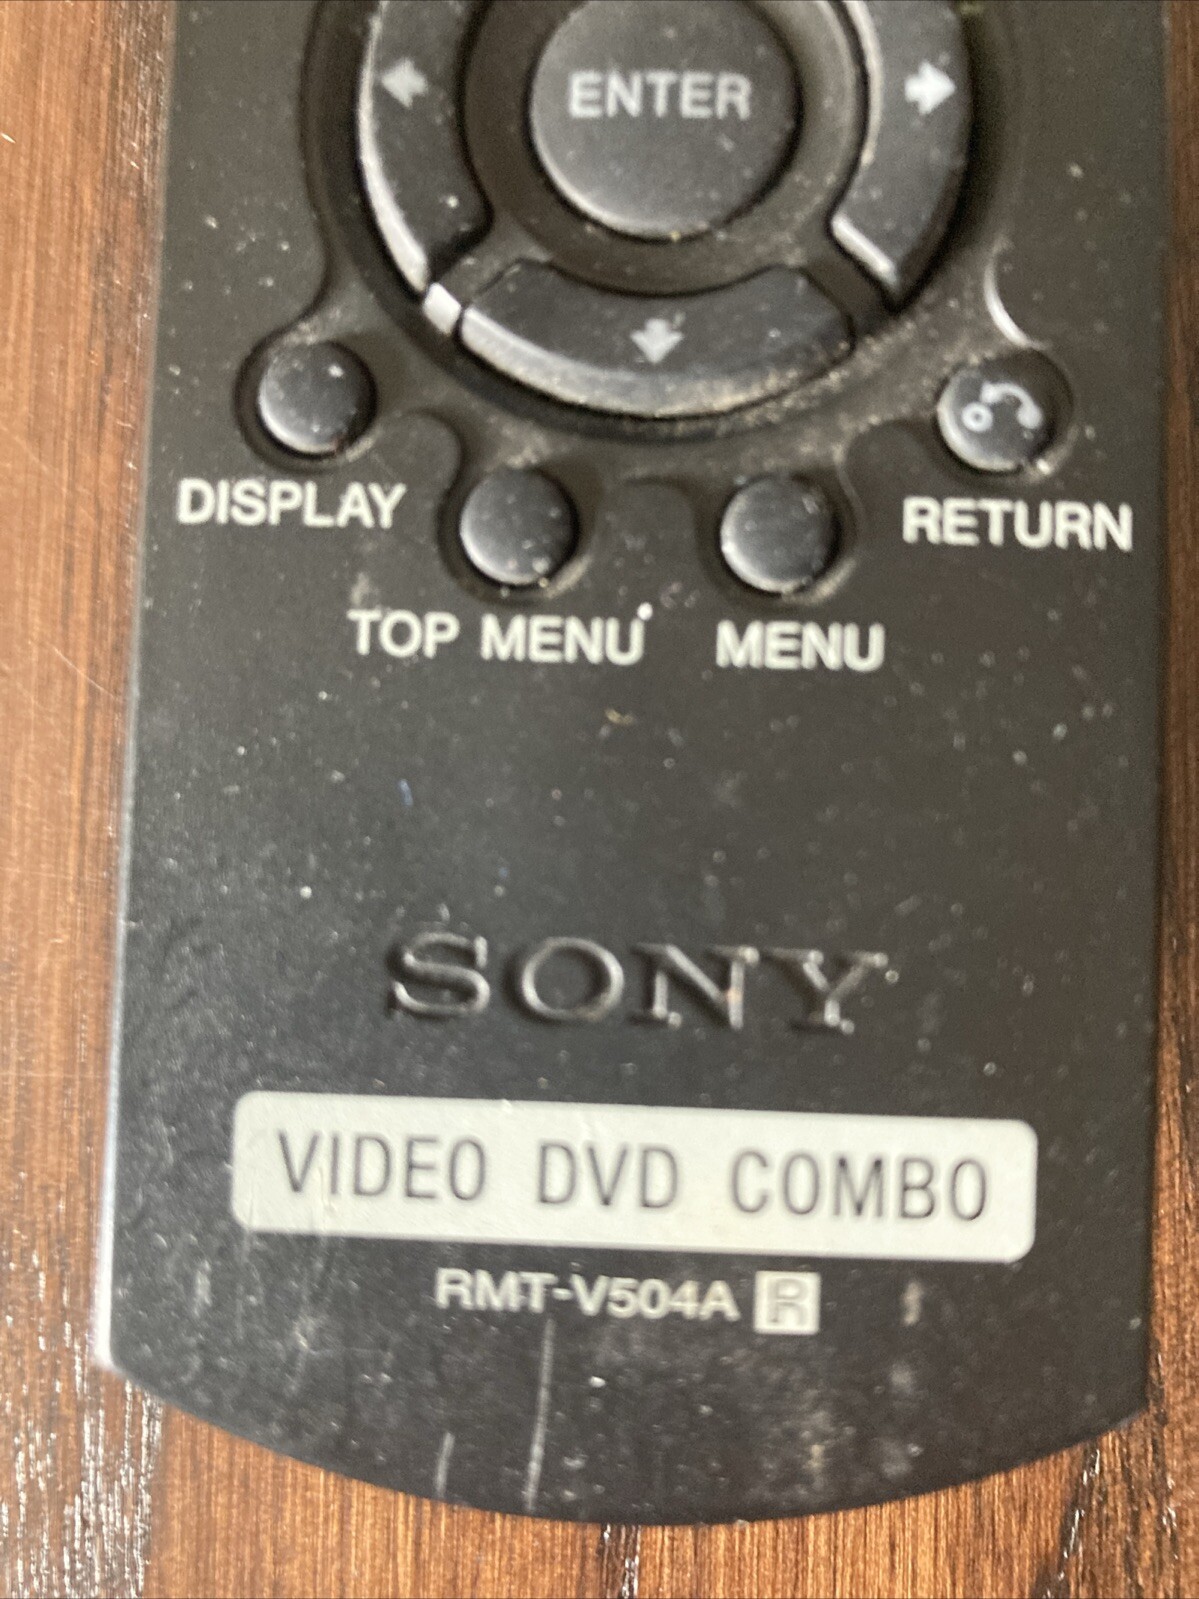 ENTER
DISPLAY
RETURN
TOP MENU
MENU
SONY
VIDEO DVD COMBO
RMT-V504A R